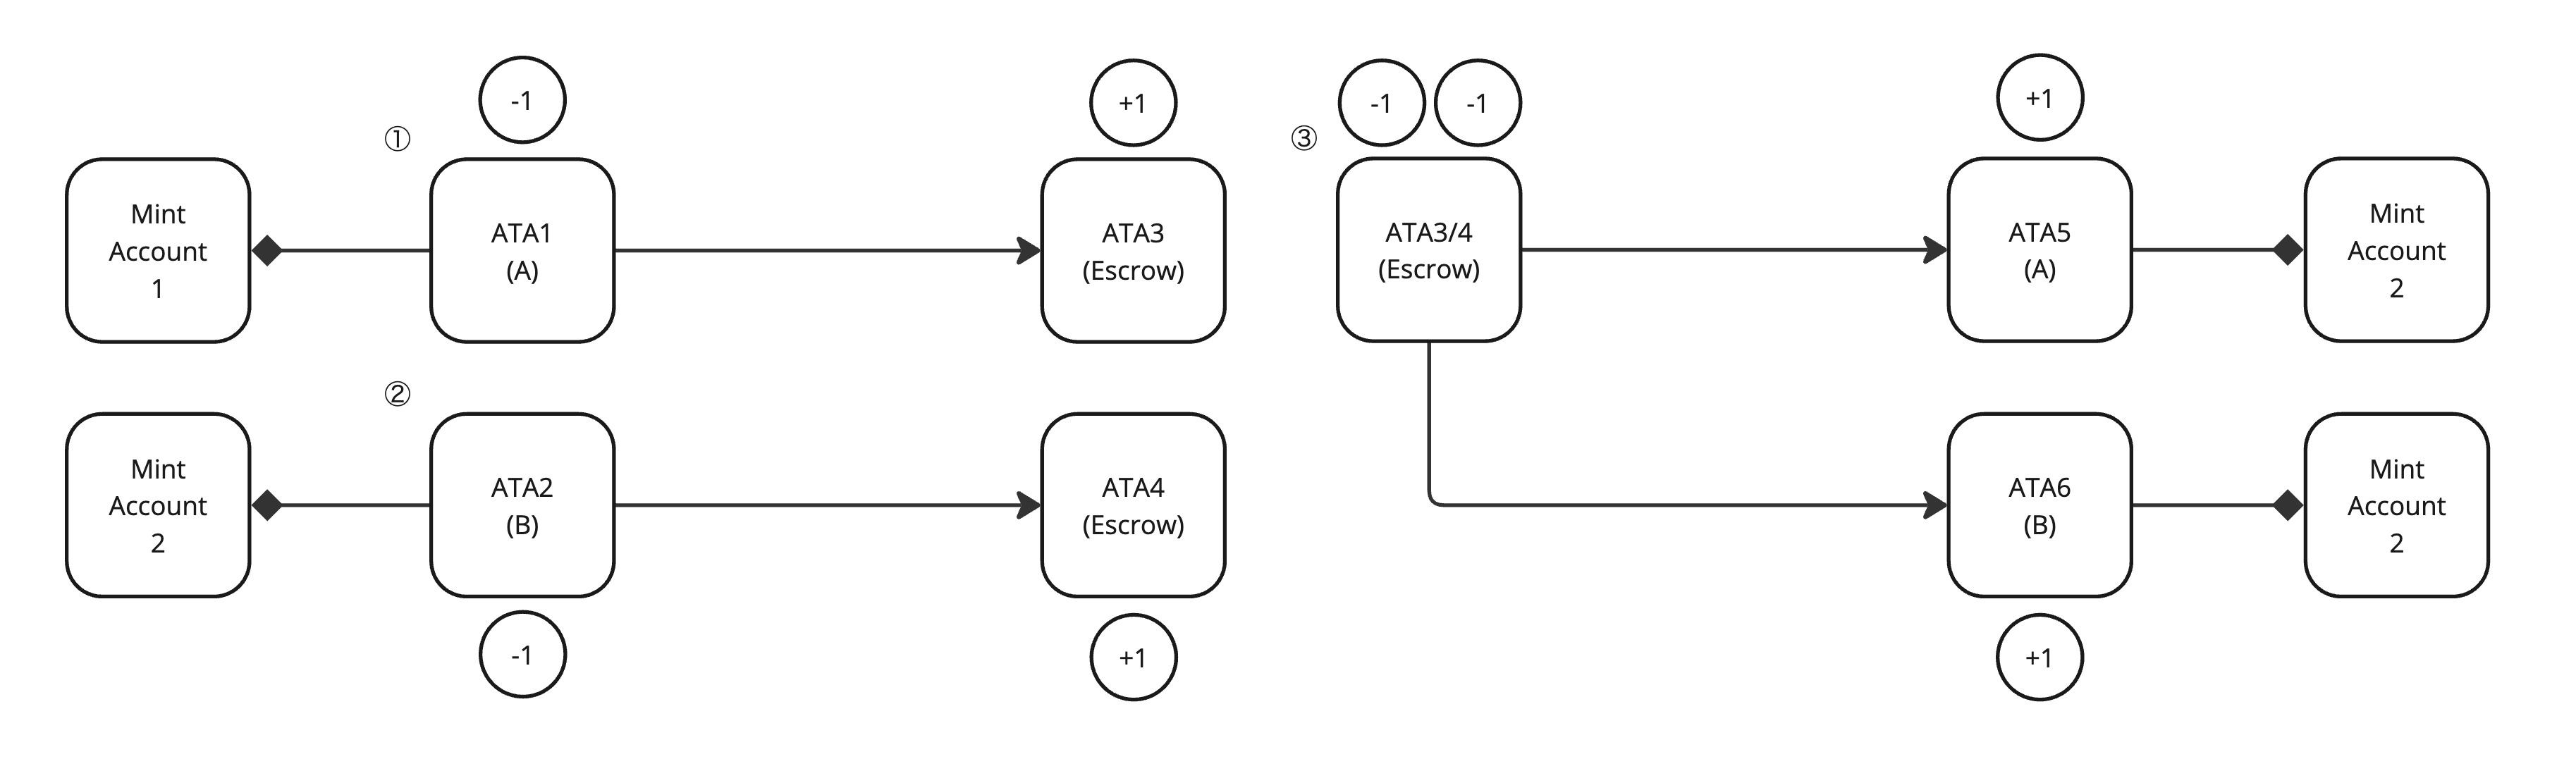 -1
+1
①
Mint
Account
1
ATA1
(A)
ATA3
(Escrow)
②
Mint
Account
2
ATA2
(B)
ATA4
(Escrow)
-1
+1
-1
-1
+1
③
ATA3/4
(Escrow)
ATA5
(A)
Mint
Account
2
ATA6
(B)
Mint
Account
2
+1